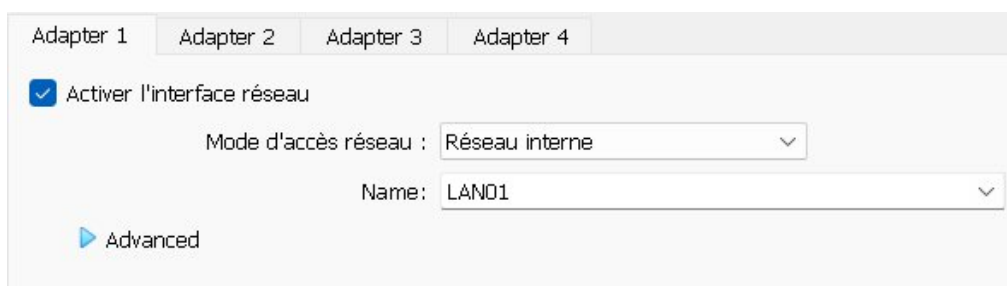 Adapter 1 Adapter 2 Adapter 3 Adapter 4
Activer l'interface réseau
Mode d'accès réseau : Réseau interne
Name: LAN01
Advanced